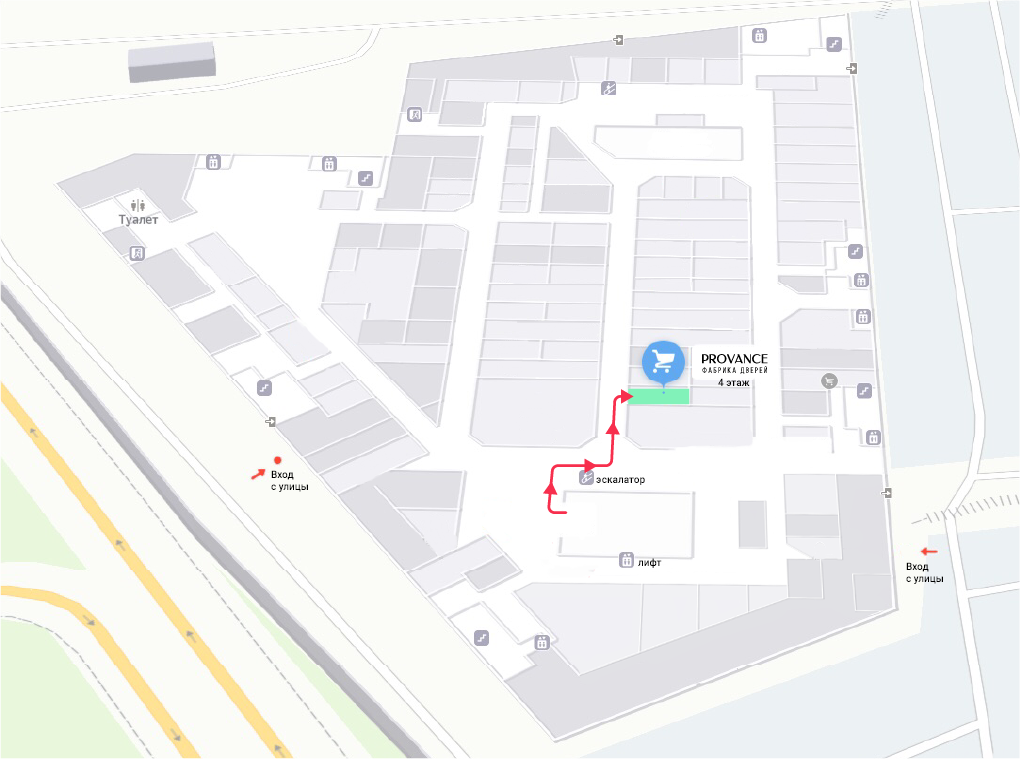 Туалет
PROVANCE
ФАБРИКА ДВЕРЕЙ
4 этаж
Вход
с улицы
эскалатор
лифт
Вход
с улицы